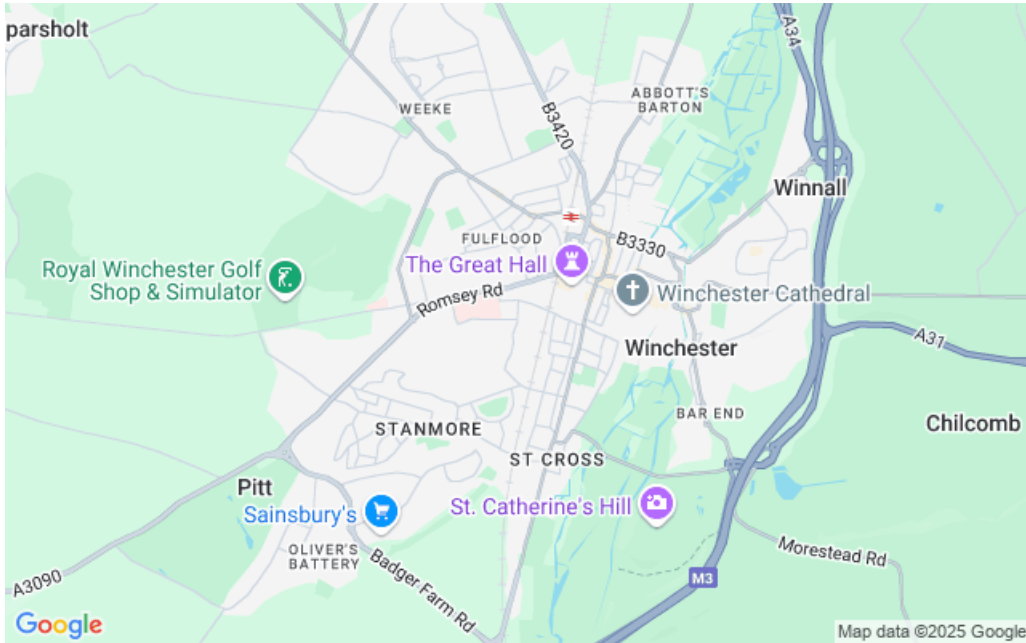 parsholt
A34
WEEKE
B3420
ABBOTT'S
BARTON
Winnall
FULFLOOD
B3330
Royal Winchester Golf
Shop & Simulator
The Great Hall
Romsey Rd
Winchester Cathedral
Winchester
A31
BAR END
Chilcomb
STANMORE
ST CROSS
Pitt
Sainsbury's
St. Catherine's Hill
OLIVER'S
BATTERY
Badger Farm Rd
Morestead Rd
A3090
M3
Google
Map data ©2025 Google